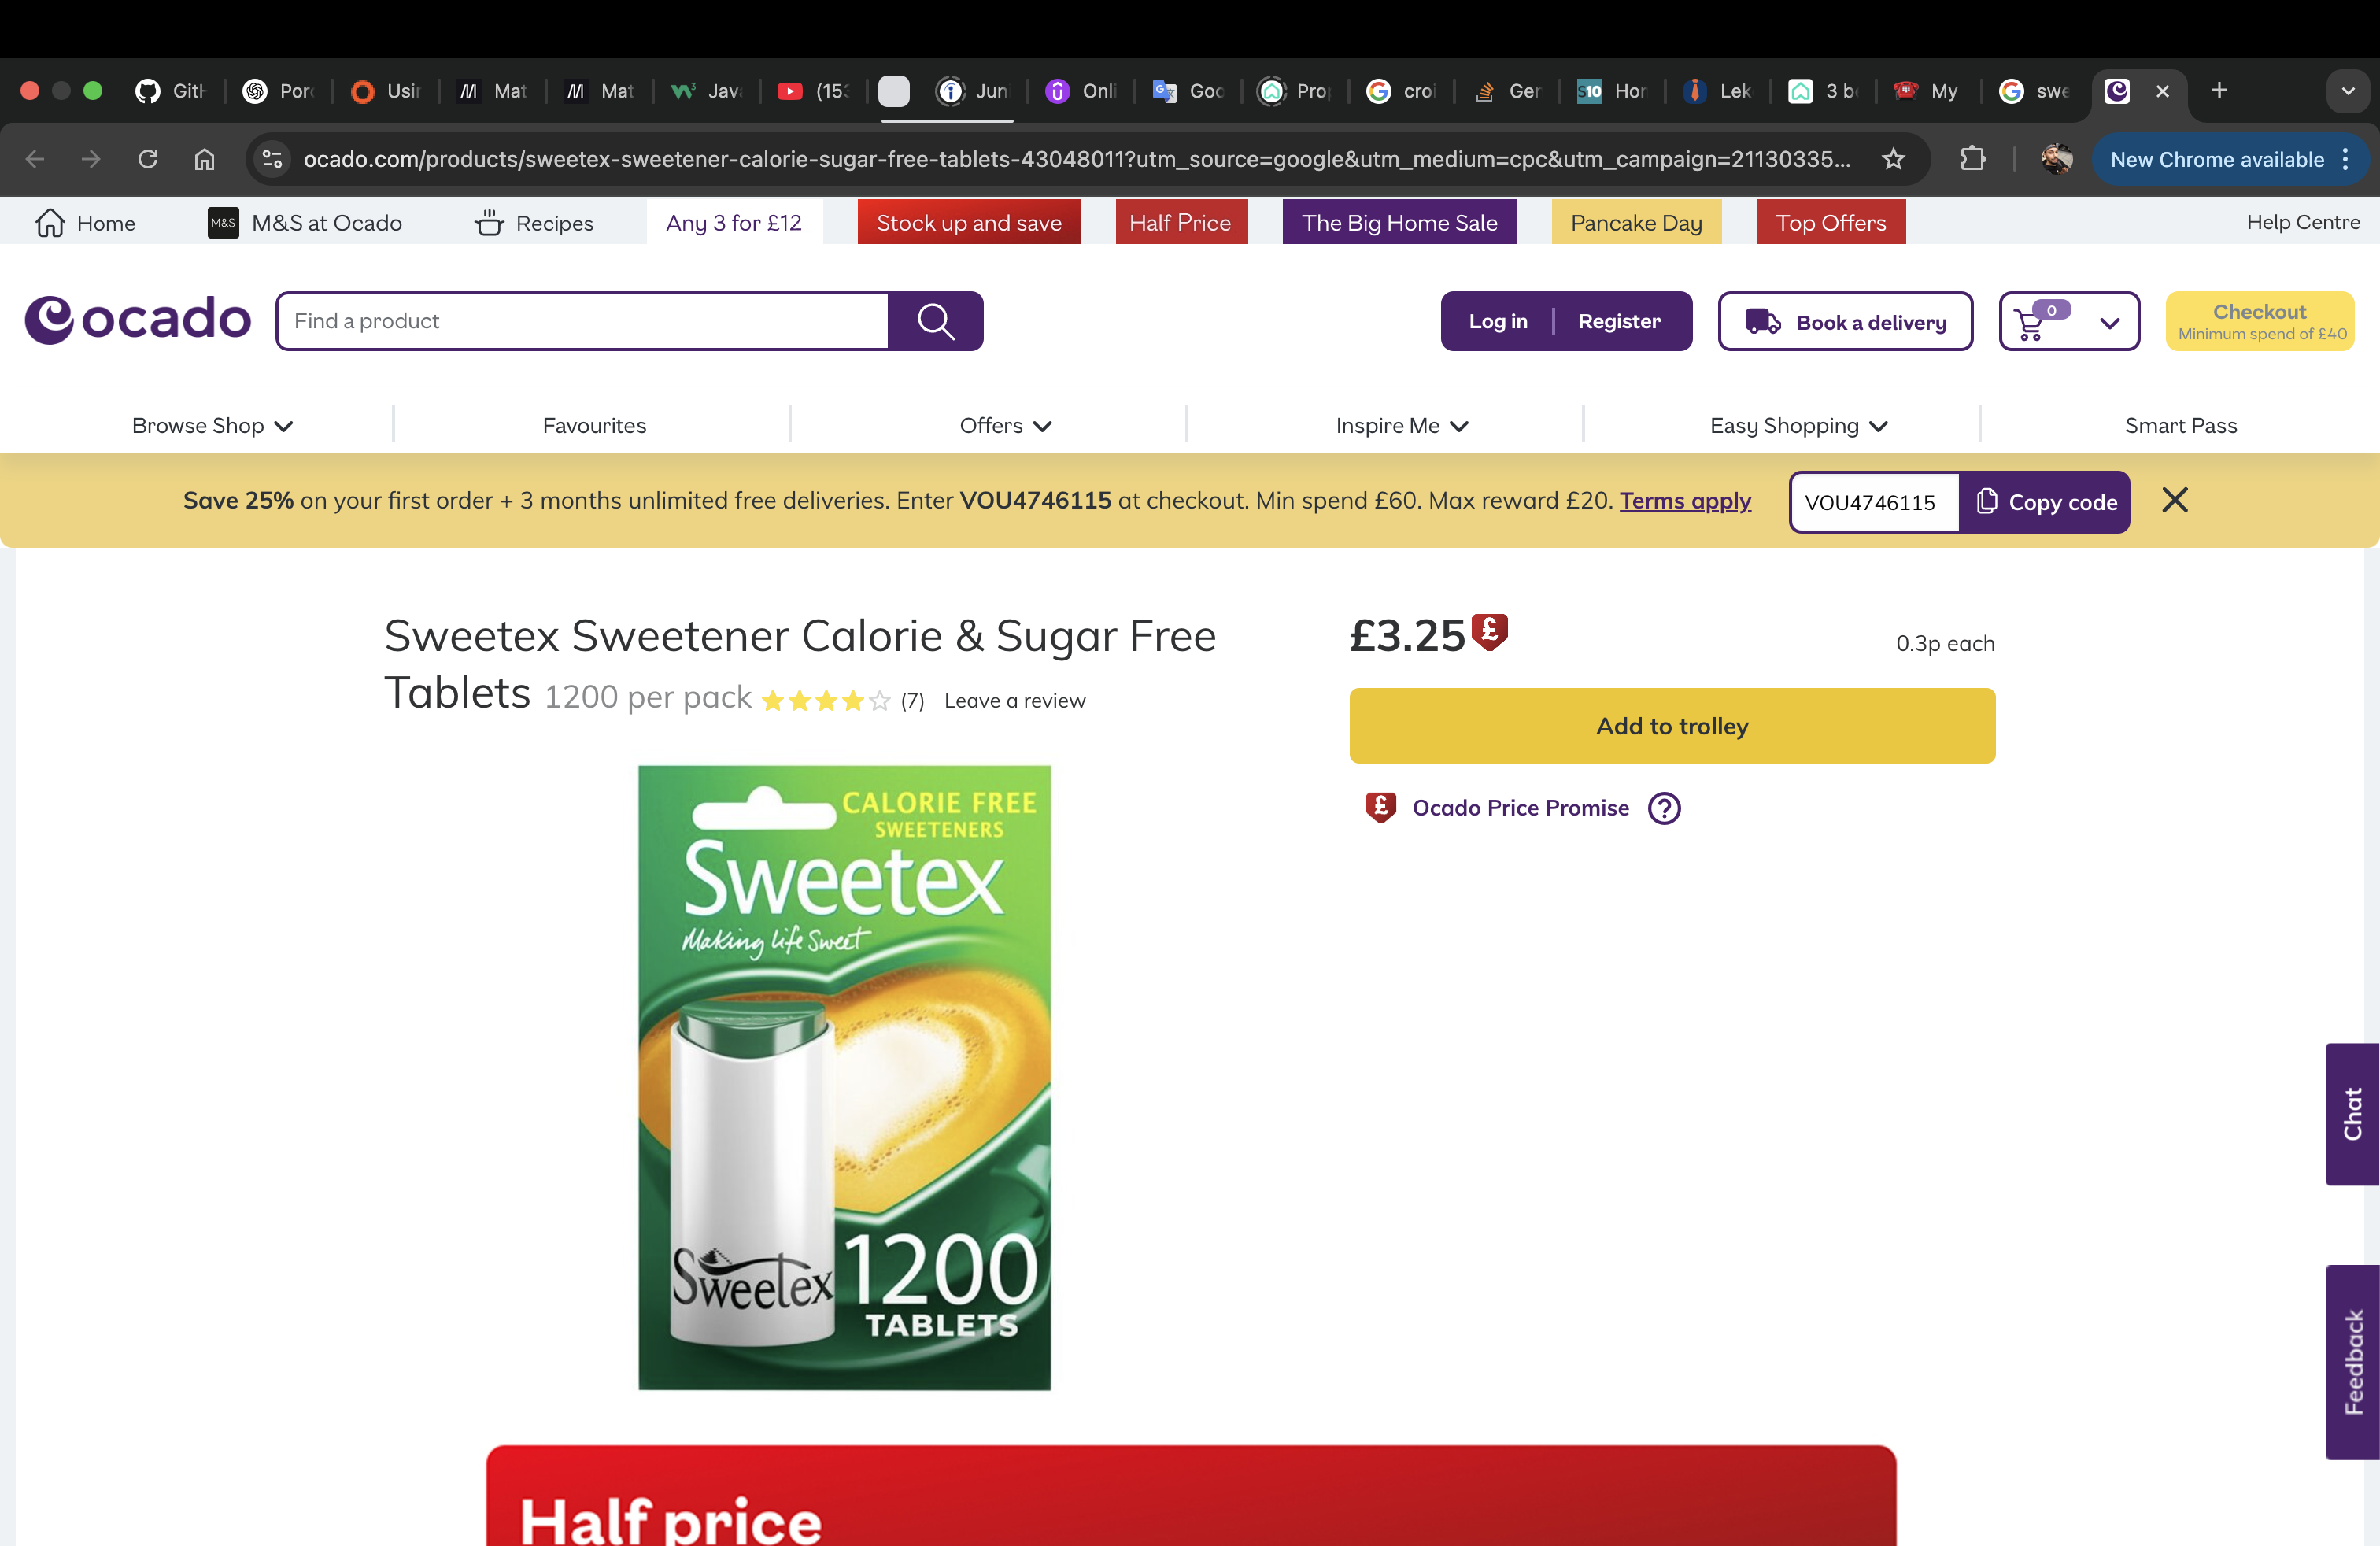 GitH
Por
Usin
Mat
Mat
Java
(153
Jun
Onli
Goo
Pro
croi
Ger
Hor
Lek
3 be
My
swe
ocado.com/products/sweetex-sweetener-calorie-sugar-free-tablets-43048011?utm_source=google&utm_medium=cpc&utm_campaign=21130335...
New Chrome available
Home
M&S
M&S at Ocado
Recipes
Any 3 for £12
Stock up and save
Half Price
The Big Home Sale
Pancake Day
Top Offers
Help Centre
ocado
Find a product
Log in
Register
Book a delivery
0
Checkout
Minimum spend of £40
Browse Shop
Favourites
Offers
Inspire Me
Easy Shopping
Smart Pass
Save 25% on your first order + 3 months unlimited free deliveries. Enter VOU4746115 at checkout. Min spend £60. Max reward £20. Terms apply
VOU4746115
Copy code
Sweetex Sweetener Calorie & Sugar Free
Tablets 1200 per pack (7) Leave a review
£3.25
0.3p each
Add to trolley
Ocado Price Promise
CALORIE FREE
SWEETENERS
Sweetex
Making life Sweet
Sweetex
1200
TABLETS
Chat
Feedback
Half price